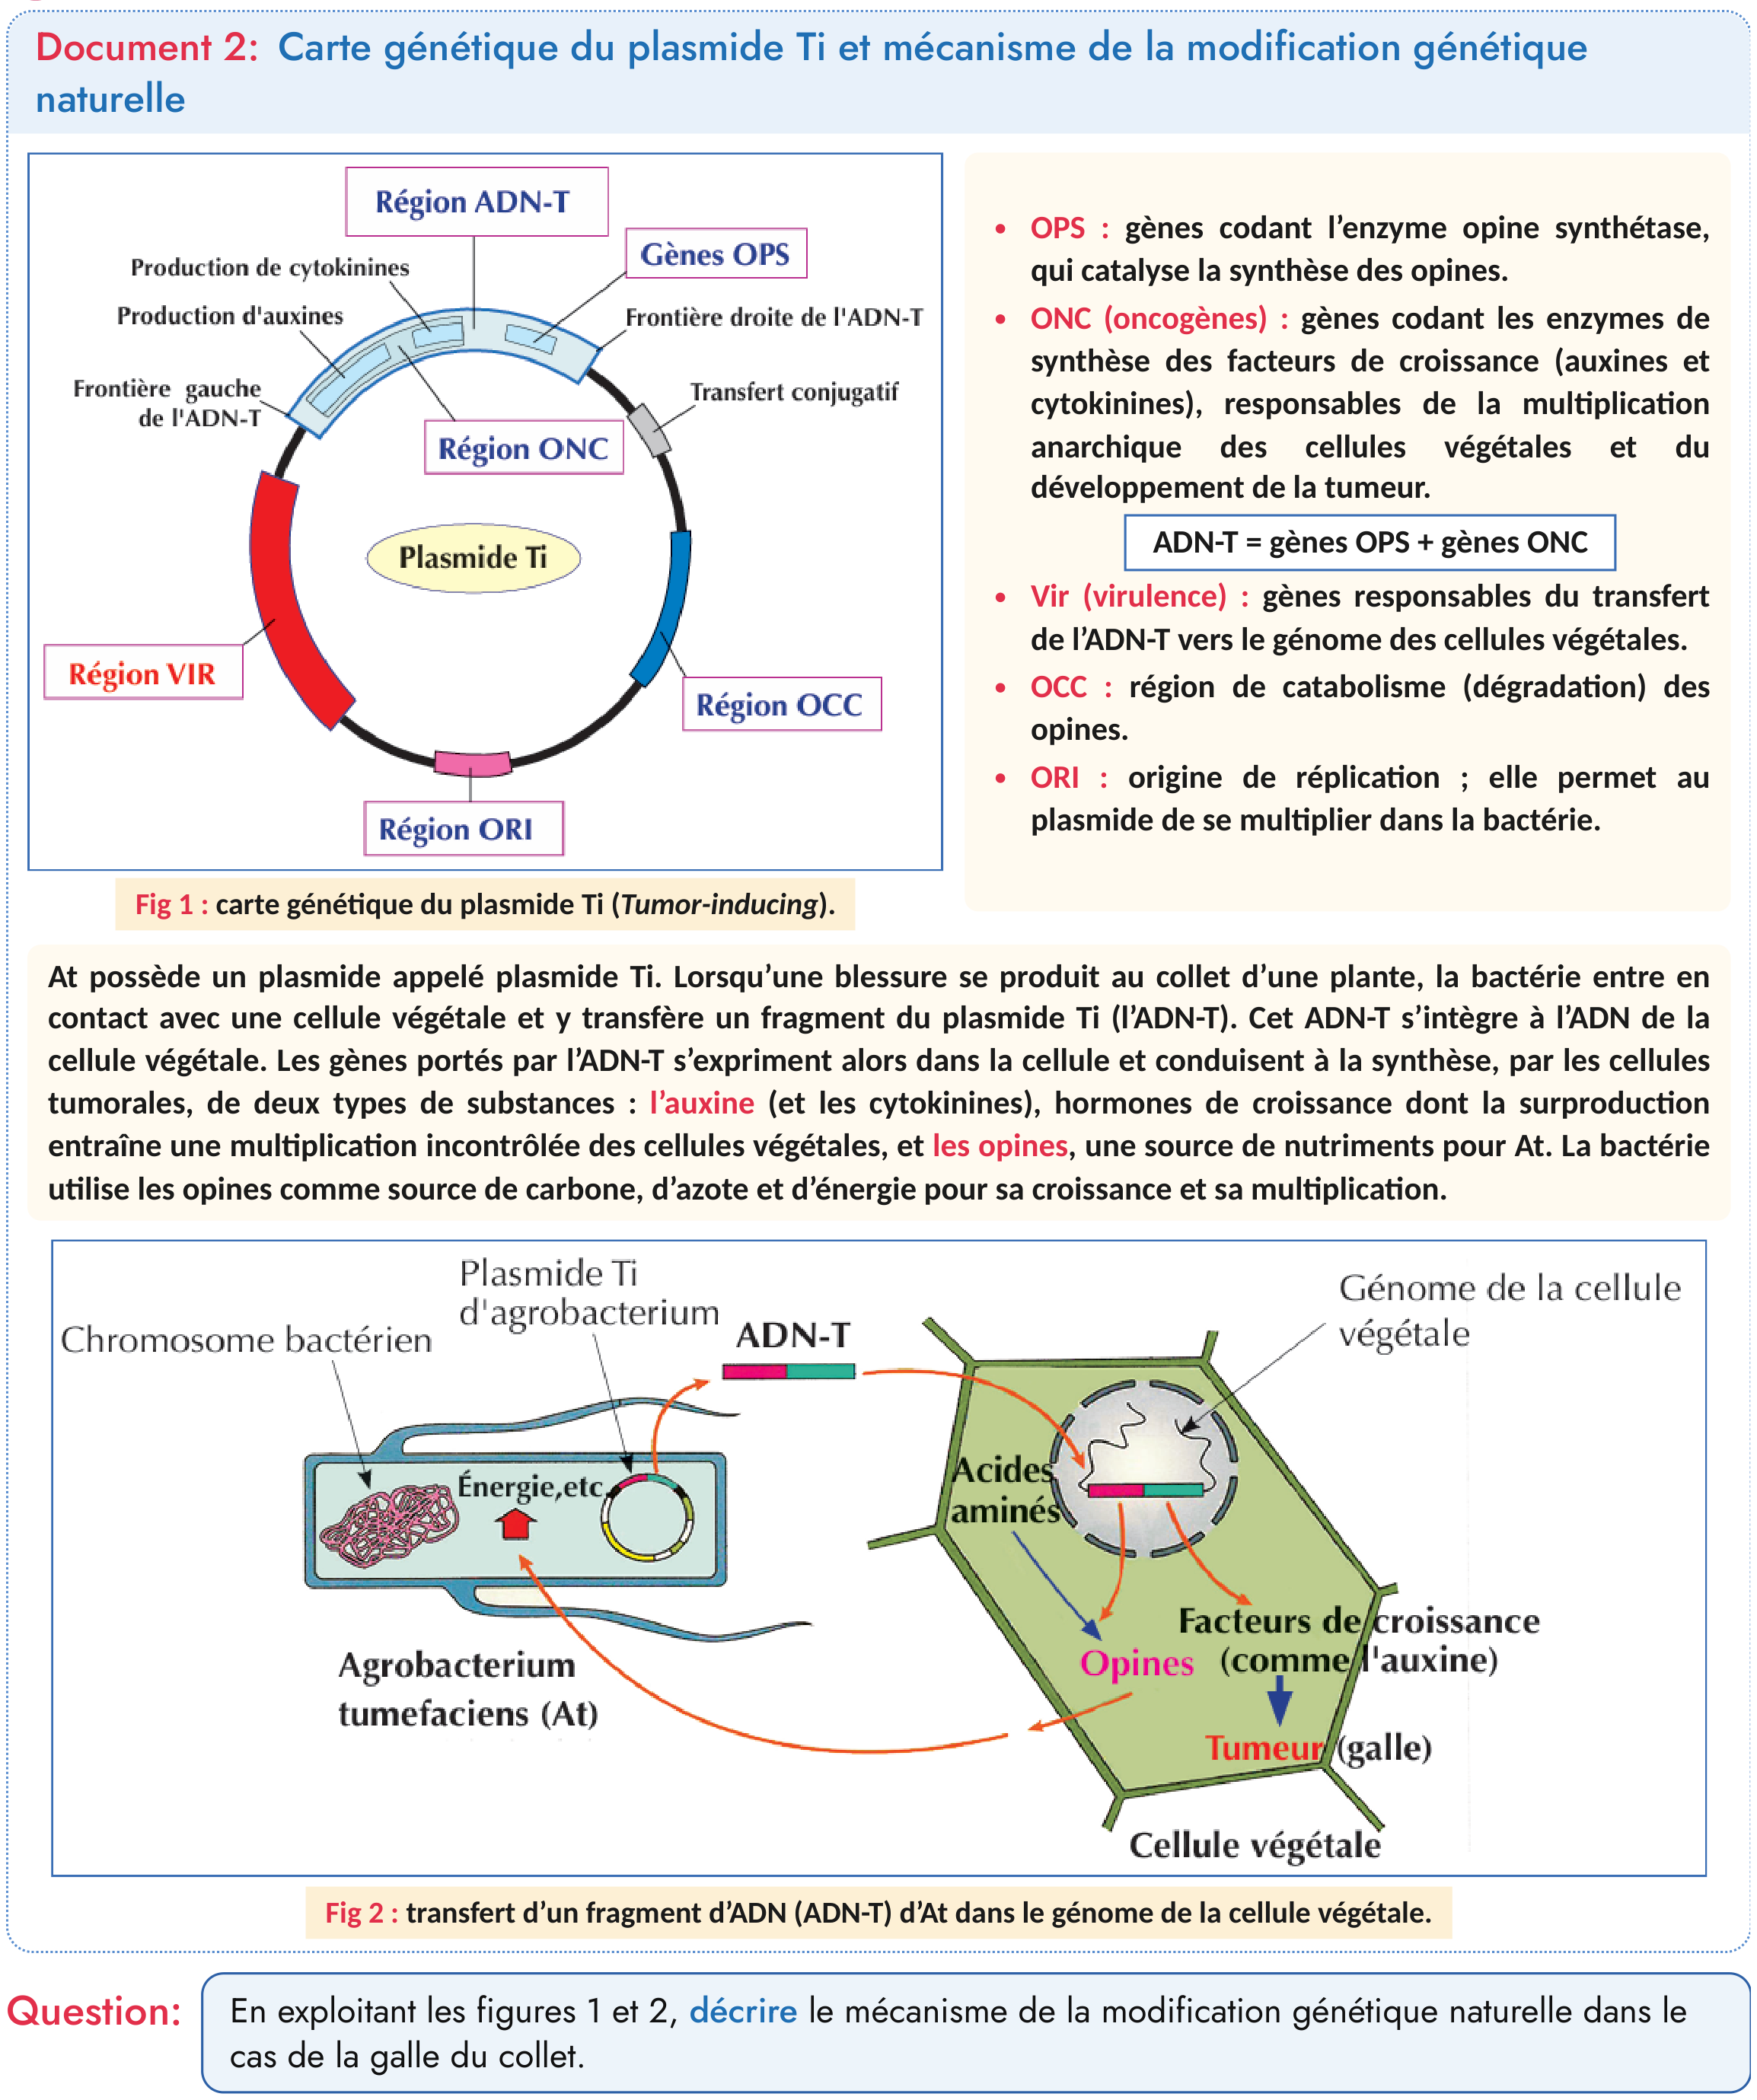 Document 2: Carte génétique du plasmide Ti et mécanisme de la modification génétique
naturelle
Région ADN-T
Gènes OPS
Production de cytokinines
Production d'auxines
Frontière droite de l'ADN-T
Frontière gauche
de l'ADN-T
Transfert conjugatif
Région ONC
Plasmide Ti
Région VIR
Région OCC
Région ORI
Fig 1 : carte génétique du plasmide Ti (Tumor-inducing).
• OPS : gènes codant l’enzyme opine synthétase,
qui catalyse la synthèse des opines.
• ONC (oncogènes) : gènes codant les enzymes de
synthèse des facteurs de croissance (auxines et
cytokinines), responsables de la multiplication
anarchique des cellules végétales et du
développement de la tumeur.
ADN-T = gènes OPS + gènes ONC
• Vir (virulence) : gènes responsables du transfert
de l’ADN-T vers le génome des cellules végétales.
• OCC : région de catabolisme (dégradation) des
opines.
• ORI : origine de réplication ; elle permet au
plasmide de se multiplier dans la bactérie.
At possède un plasmide appelé plasmide Ti. Lorsqu’une blessure se produit au collet d’une plante, la bactérie entre en
contact avec une cellule végétale et y transfère un fragment du plasmide Ti (l’ADN-T). Cet ADN-T s’intègre à l’ADN de la
cellule végétale. Les gènes portés par l’ADN-T s’expriment alors dans la cellule et conduisent à la synthèse, par les cellules
tumorales, de deux types de substances : l’auxine (et les cytokinines), hormones de croissance dont la surproduction
entraîne une multiplication incontrôlée des cellules végétales, et les opines, une source de nutriments pour At. La bactérie
utilise les opines comme source de carbone, d’azote et d’énergie pour sa croissance et sa multiplication.
Plasmide Ti
d'agrobacterium
Chromosome bactérien
ADN-T
Génome de la cellule
végétale
Énergie,etc.
Acides
aminés
Opines
Facteurs de croissance
(comme l'auxine)
Tumeur (galle)
Agrobacterium
tumefaciens (At)
Cellule végétale
Fig 2 : transfert d’un fragment d’ADN (ADN-T) d’At dans le génome de la cellule végétale.
Question:
En exploitant les figures 1 et 2, décrire le mécanisme de la modification génétique naturelle dans le
cas de la galle du collet.